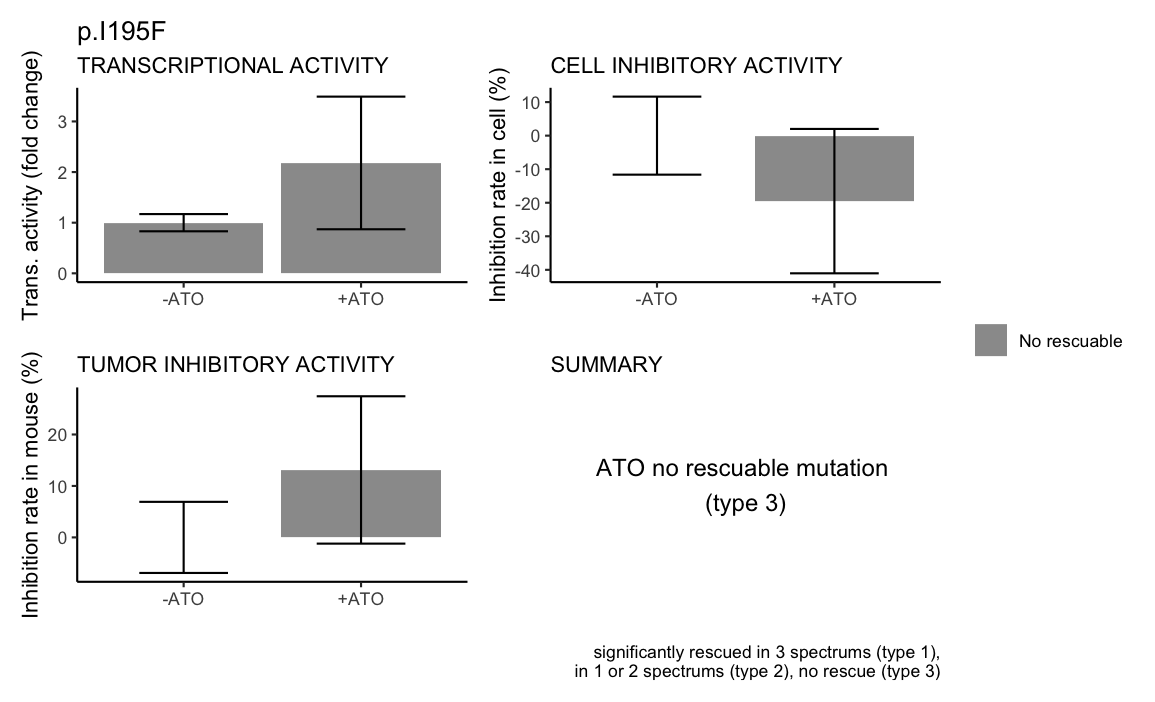 p.I195F
TRANSCRIPTIONAL ACTIVITY
Trans. activity (fold change)
3
2
1
0
-ATO
+ATO
CELL INHIBITORY ACTIVITY
Inhibition rate in cell (%)
10
0
-10
-20
-30
-40
-ATO
+ATO
No rescuable
TUMOR INHIBITORY ACTIVITY
Inhibition rate in mouse (%)
20
10
0
-ATO
+ATO
SUMMARY
ATO no rescuable mutation
(type 3)
significantly rescued in 3 spectrums (type 1),
in 1 or 2 spectrums (type 2), no rescue (type 3)